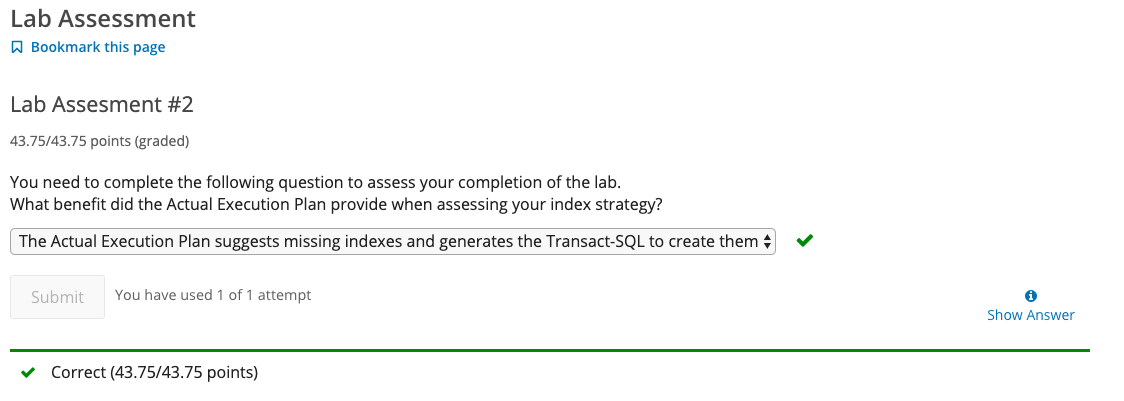 Lab Assessment
Bookmark this page
Lab Assesment #2
43.75/43.75 points (graded)
You need to complete the following question to assess your completion of the lab.
What benefit did the Actual Execution Plan provide when assessing your index strategy?
The Actual Execution Plan suggests missing indexes and generates the Transact-SQL to create them
Submit
You have used 1 of 1 attempt
Show Answer
Correct (43.75/43.75 points)